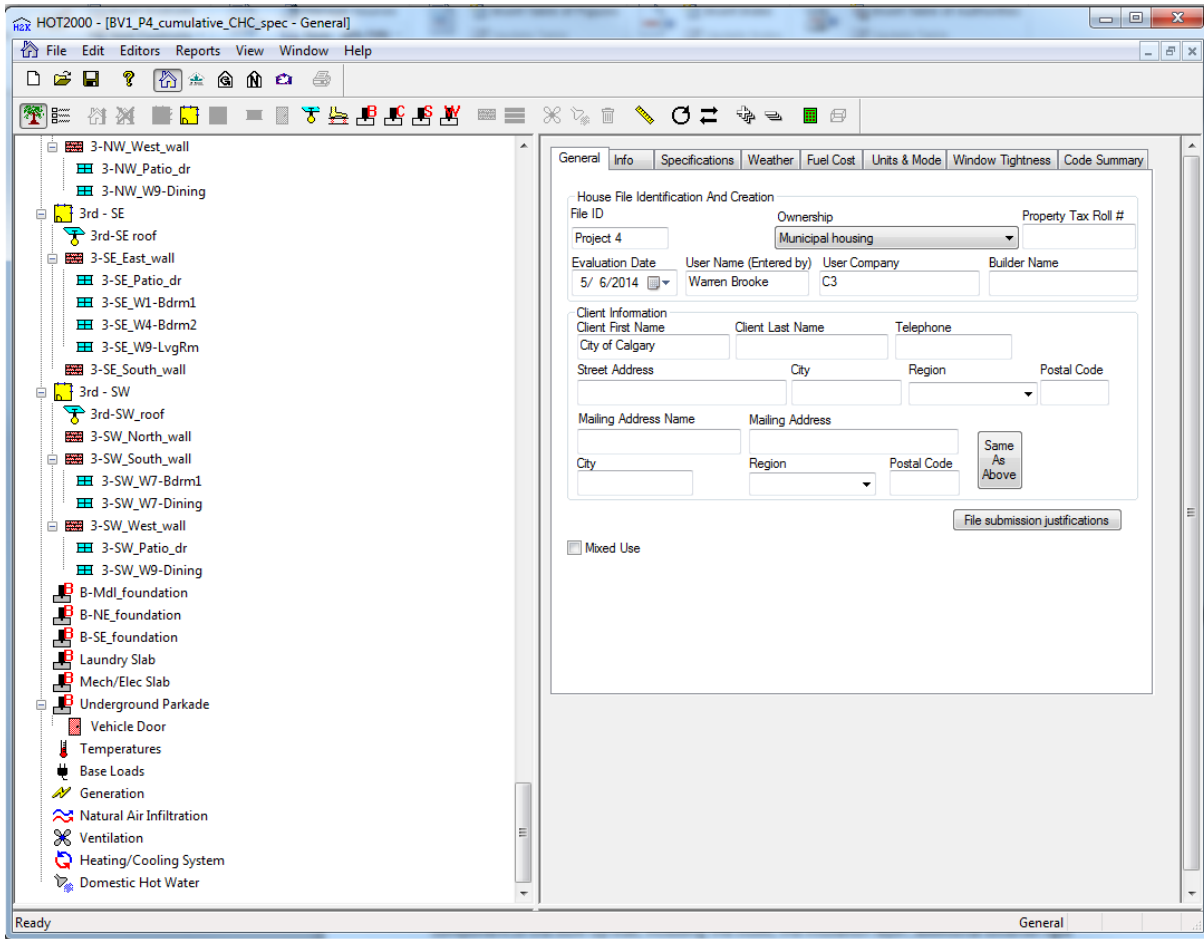 HOT2000 - [BV1_P4_cumulative_CHC_spec - General]
File Edit Editors Reports View Window Help
3-NW_West_wall
3-NW_Patio_dr
3-NW_W9-Dining
3rd - SE
3rd-SE roof
3-SE_East_wall
3-SE_Patio_dr
3-SE_W1-Bdrm1
3-SE_W4-Bdrm2
3-SE_W9-LvgRm
3-SE_South_wall
3rd - SW
3rd-SW_roof
3-SW_North_wall
3-SW_South_wall
3-SW_W7-Bdrm1
3-SW_W7-Dining
3-SW_West_wall
3-SW_Patio_dr
3-SW_W9-Dining
B-Mdl_foundation
B-NE_foundation
B-SE_foundation
Laundry Slab
Mech/Elec Slab
Underground Parkade
Vehicle Door
Temperatures
Base Loads
Generation
Natural Air Infiltration
Ventilation
Heating/Cooling System
Domestic Hot Water
General Info Specifications Weather Fuel Cost Units & Mode Window Tightness Code Summary
House File Identification And Creation
File ID Ownership Property Tax Roll #
Project 4 Municipal housing
Evaluation Date User Name (Entered by) User Company Builder Name
5/ 6/2014 Warren Brooke C3
Client Information
Client First Name Client Last Name Telephone
City of Calgary
Street Address City Region Postal Code
Mailing Address Name Mailing Address
City Region Postal Code
Same
As
Above
File submission justifications
Mixed Use
Ready General